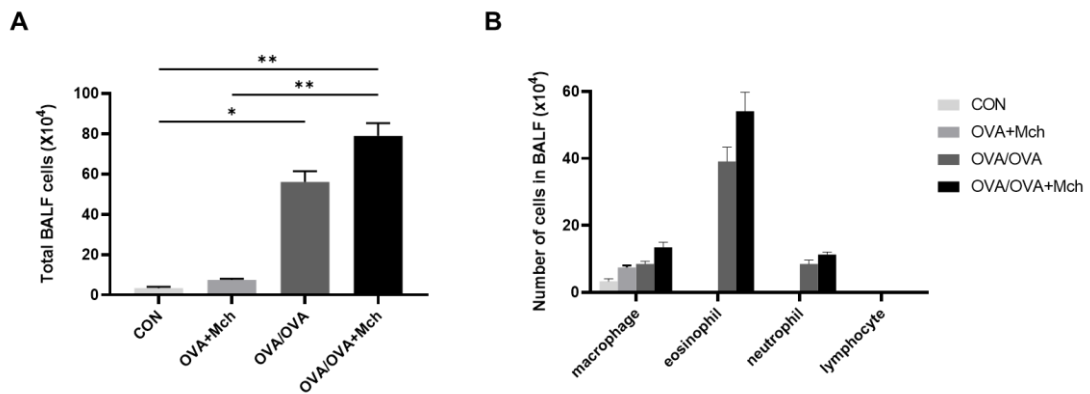 A
Total BALF cells (X10⁴)
100
80
60
40
20
0
**
**
*
CON
OVA+Mch
OVA/OVA
OVA/OVA+Mch
B
Number of cells in BALF (x10⁴)
60
40
20
0
macrophage
eosinophil
neutrophil
lymphocyte
CON
OVA+Mch
OVA/OVA
OVA/OVA+Mch